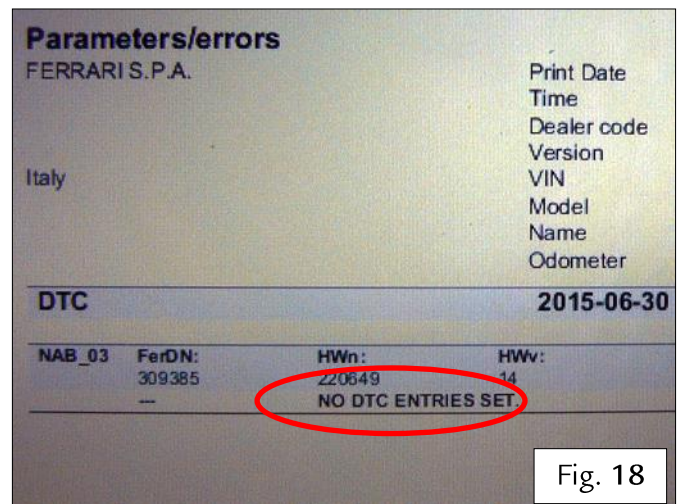 Parameters/errors
FERRARI S.P.A.
Print Date
Time
Dealer code
Version
Italy VIN
Model
Name
Odometer
DTC 2015-06-30
NAB_03 FerDN: HWn: HWv:
309385 220649 14
--- NO DTC ENTRIES SET.
Fig. 18